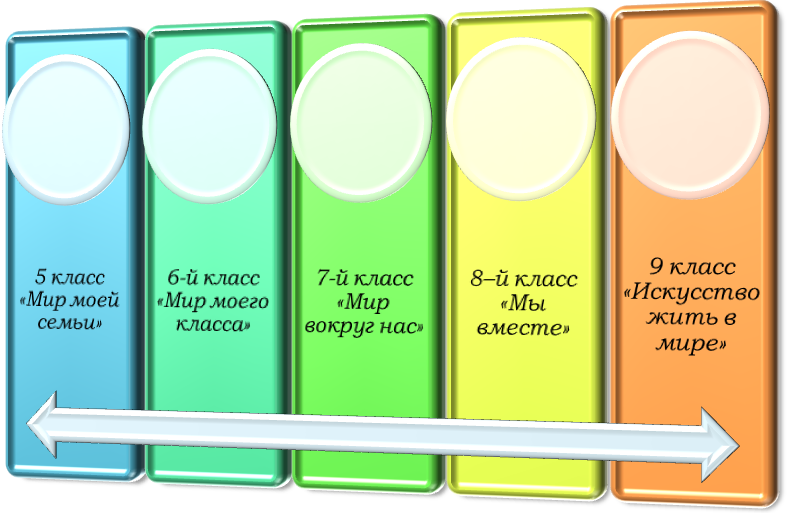 5 класс
«Мир моей
семьи»
6-й класс
«Мир моего
класса»
7-й класс
«Мир
вокруг нас»
8–й класс
«Мы
вместе»
9 класс
«Искусство
жить в
мире»